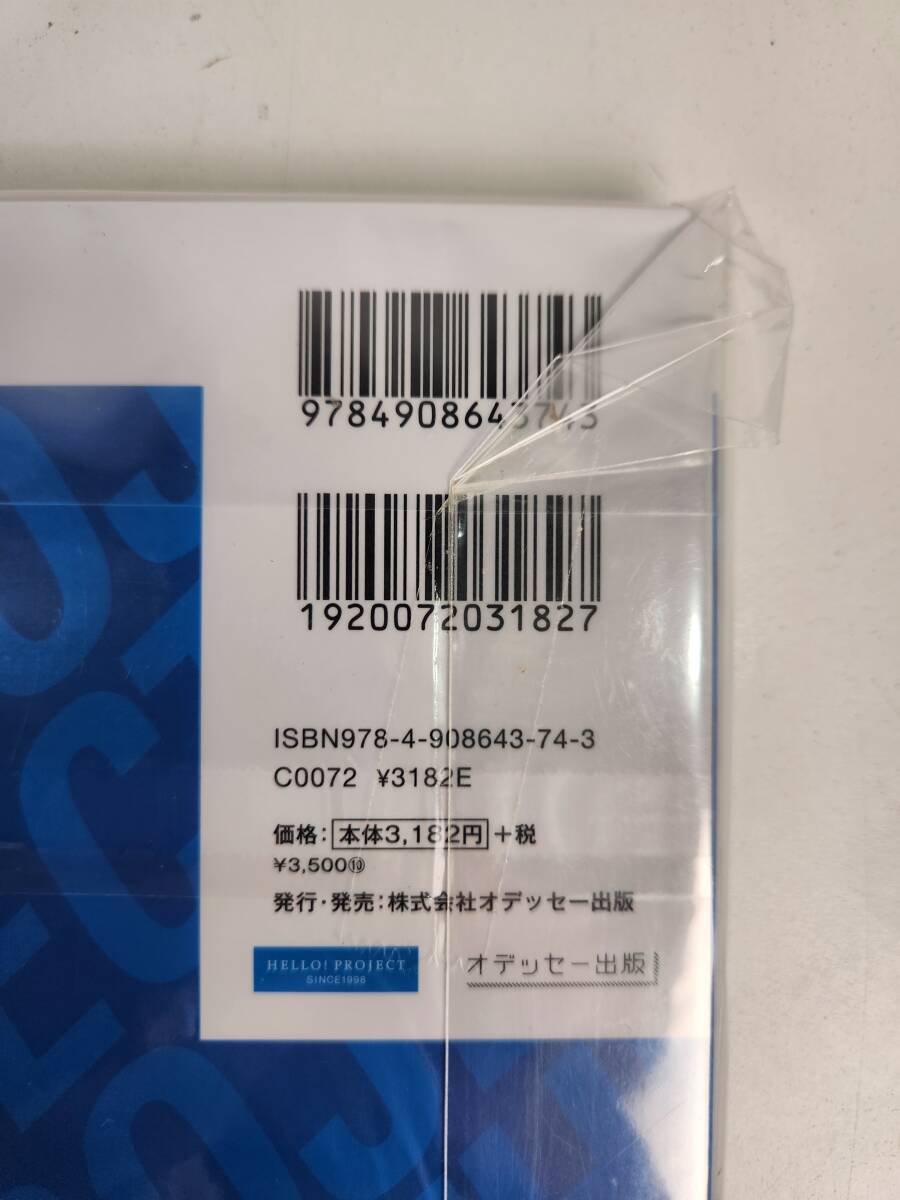 9784908643743
1920072031827
ISBN978-4-908643-74-3
C0072 ¥3182E
価格：本体3,182円+税
¥3,500⑩
発行・発売：株式会社オデッセー出版
HELLO! PROJECT
SINCE1998
オデッセー出版